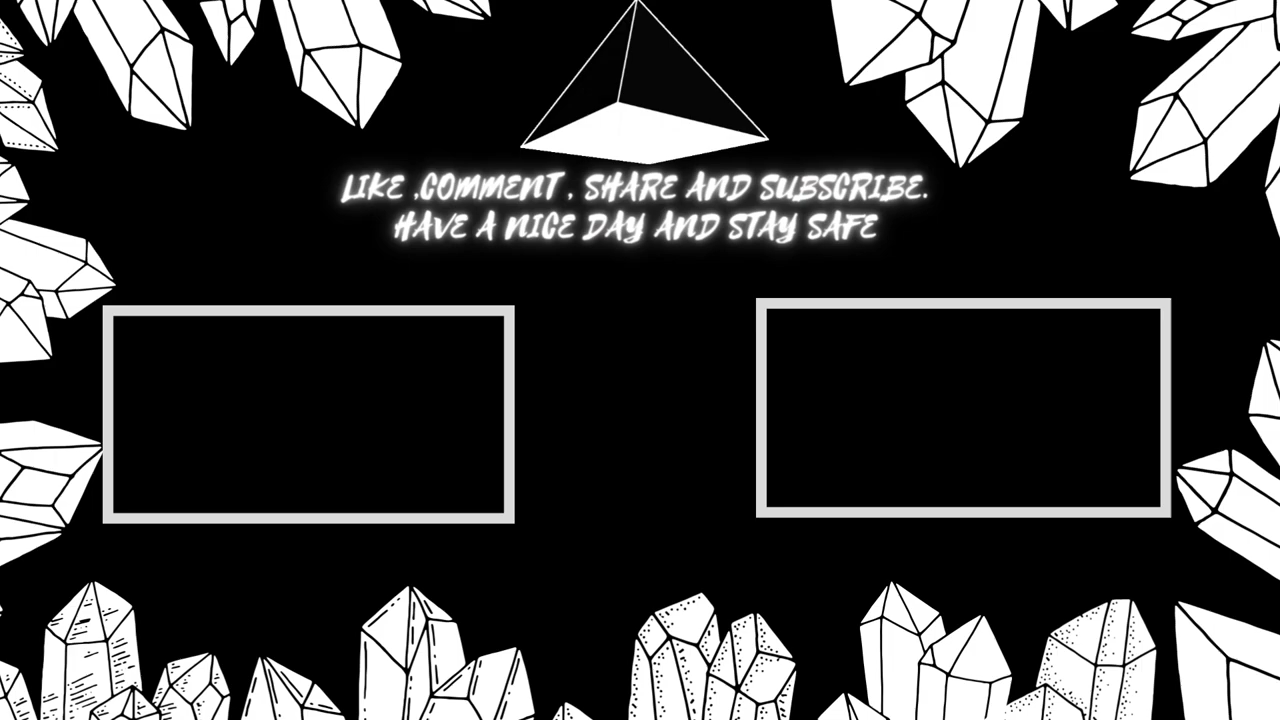 LIKE ,COMMENT , SHARE AND SUBSCRIBE.
HAVE A NICE DAY AND STAY SAFE